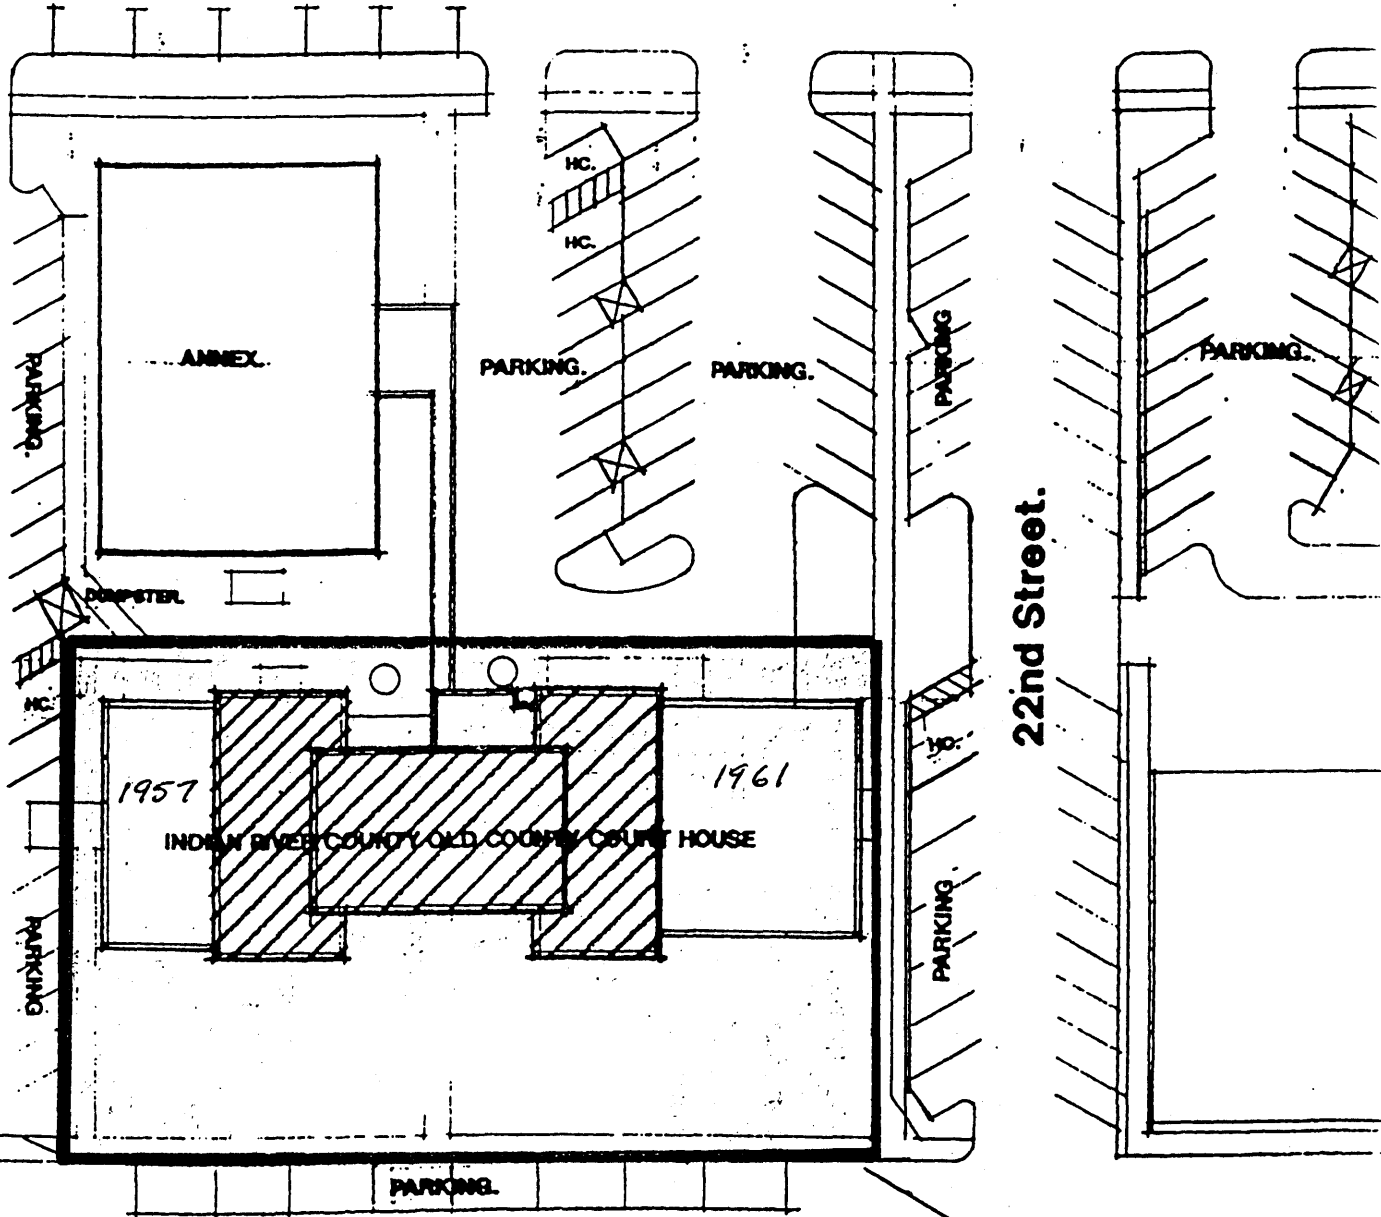 HC.
HC.
PARKING
PARKING.
ANNEX.
PARKING.
PARKING.
PARKING.
22nd Street.
DUMPSTER.
HC.
HC.
1957
1961
INDIAN RIVER COUNTY OLD COUNTY COURT HOUSE
PARKING
PARKING
PARKING.